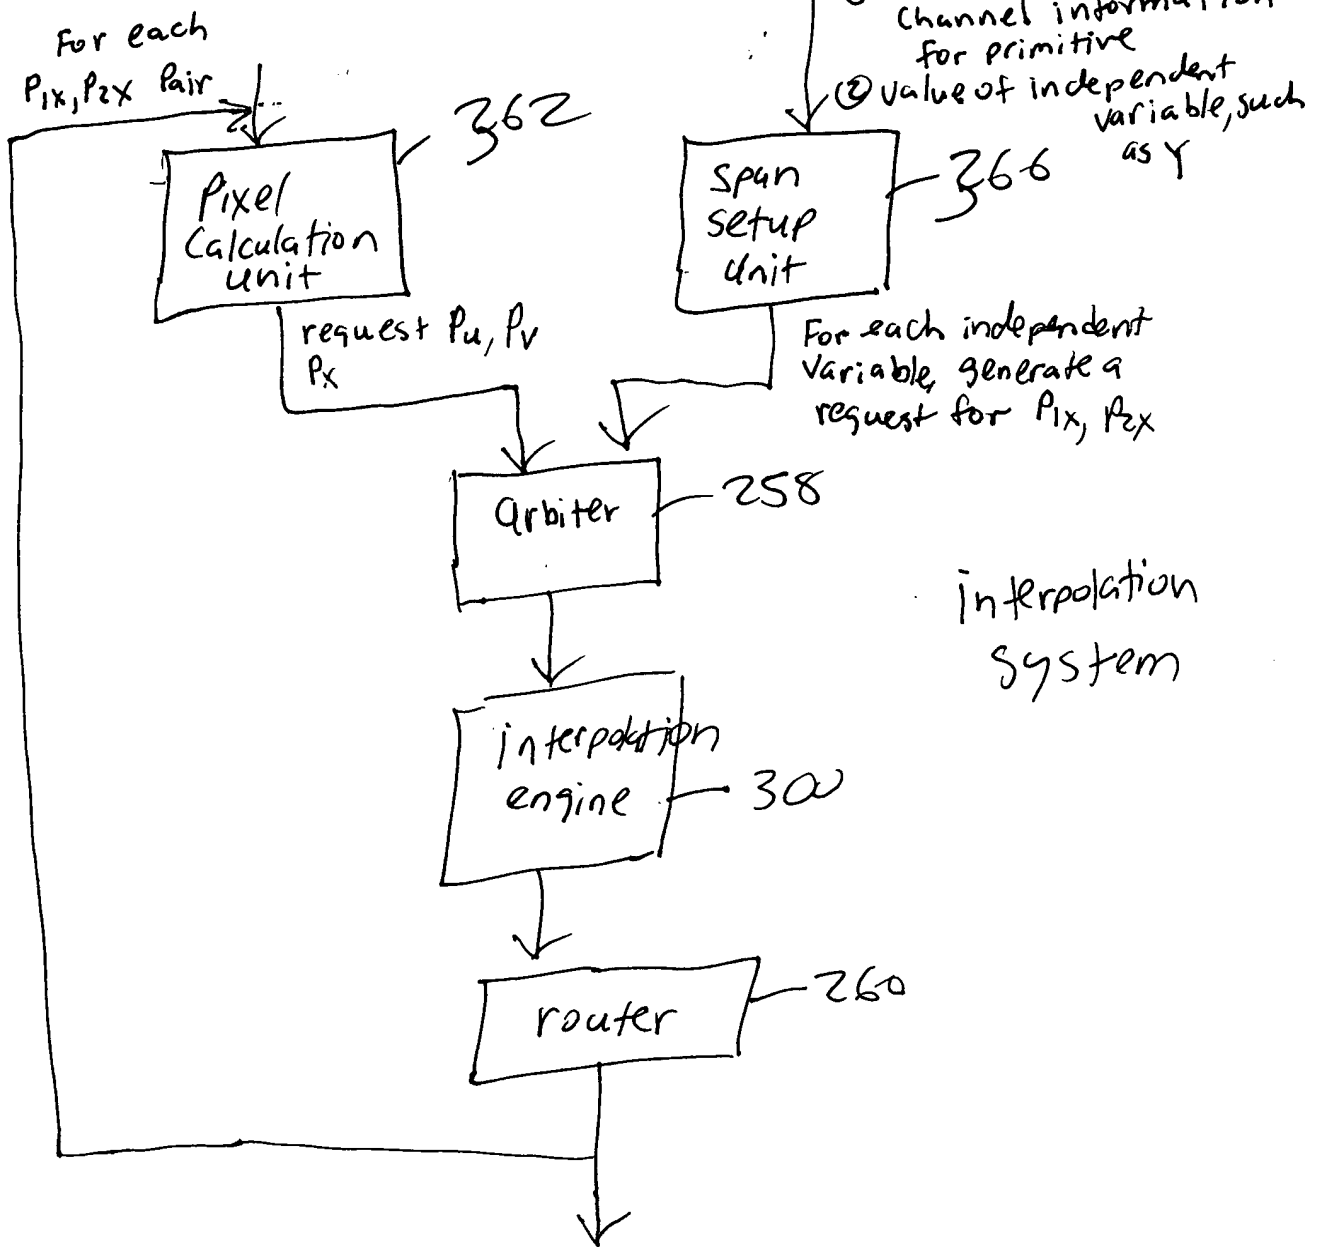 Channel information
For each
for primitive
P1x, P2x Pair
② value of independent
variable, such
as Y
362
Pixel
Calculation
unit
span
setup
unit
366
request Pu, Pv
Px
For each independent
variable, generate a
request for P1x, P2x
arbiter
258
interpolation
system
interpolation
engine
300
router
260